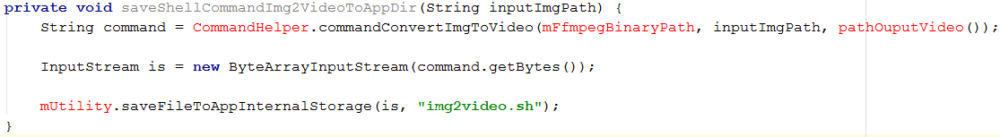 private void saveShellCommandImg2VideoToAppDir(String inputImgPath) {
String command = CommandHelper.commandConvertImgToVideo(mFfmpegBinaryPath, inputImgPath, pathOuputVideo());
InputStream is = new ByteArrayInputStream(command.getBytes());
mUtility.saveFileToAppInternalStorage(is, "img2video.sh");
}